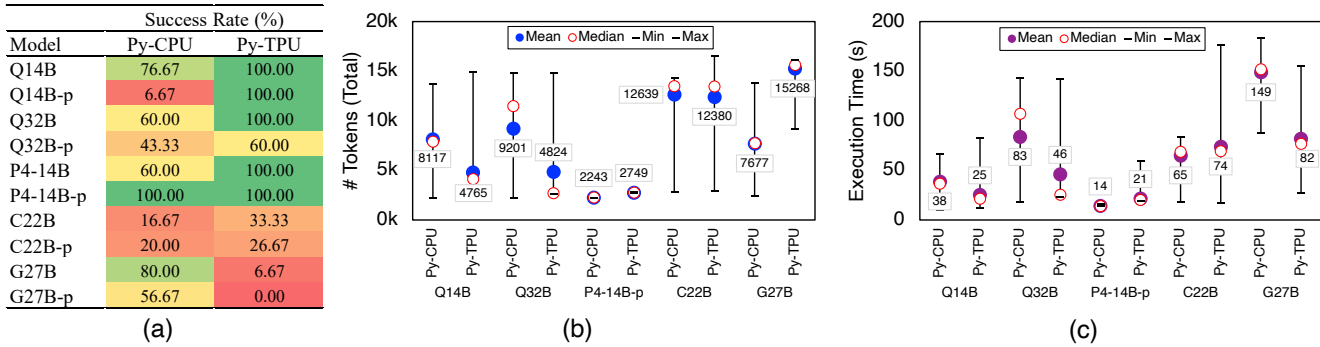 Success Rate (%)
Model Py-CPU Py-TPU
Q14B 76.67 100.00
Q14B-p 6.67 100.00
Q32B 60.00 100.00
Q32B-p 43.33 60.00
P4-14B 60.00 100.00
P4-14B-p 100.00 100.00
C22B 16.67 33.33
C22B-p 20.00 26.67
G27B 80.00 6.67
G27B-p 56.67 0.00
(a)
# Tokens (Total)
20k
15k
10k
5k
0k
Mean Median Min Max
8117
4765
9201
4824
2243
2749
12639
12380
7677
15268
Py-CPU Py-TPU Py-CPU Py-TPU Py-CPU Py-TPU Py-CPU Py-TPU Py-CPU Py-TPU
Q14B Q32B P4-14B-p C22B G27B
(b)
Execution Time (s)
200
150
100
50
0
Mean Median Min Max
38
25
83
46
14
21
65
74
149
82
Py-CPU Py-TPU Py-CPU Py-TPU Py-CPU Py-TPU Py-CPU Py-TPU Py-CPU Py-TPU
Q14B Q32B P4-14B-p C22B G27B
(c)